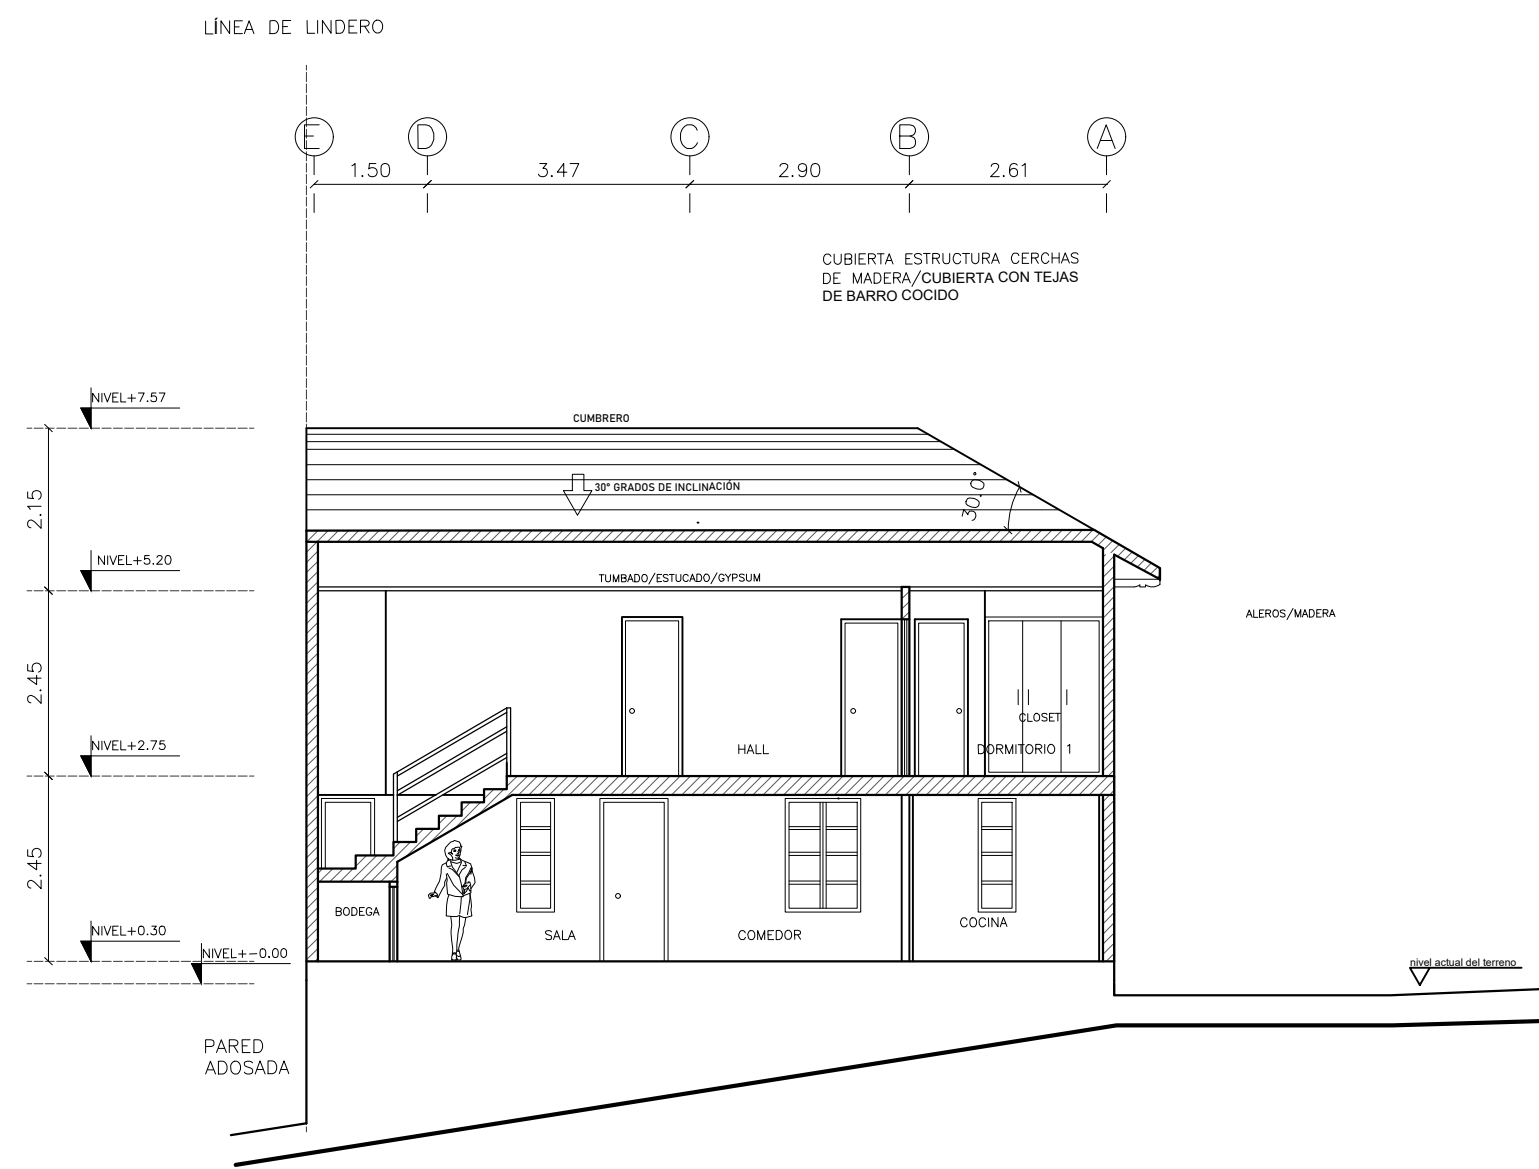 LÍNEA DE LINDERO
E D C B A
1.50 3.47 2.90 2.61
CUBIERTA ESTRUCTURA CERCHAS
DE MADERA/CUBIERTA CON TEJAS
DE BARRO COCIDO
NIVEL+7.57
CUMBRERO
30° GRADOS DE INCLINACIÓN
30.0°
2.15
NIVEL+5.20
TUMBADO/ESTUCADO/GYPSUM
ALEROS/MADERA
2.45
CLOSET
NIVEL+2.75
HALL
DORMITORIO 1
2.45
BODEGA
SALA
COMEDOR
COCINA
NIVEL+0.30
NIVEL+-0.00
nivel actual del terreno
PARED
ADOSADA